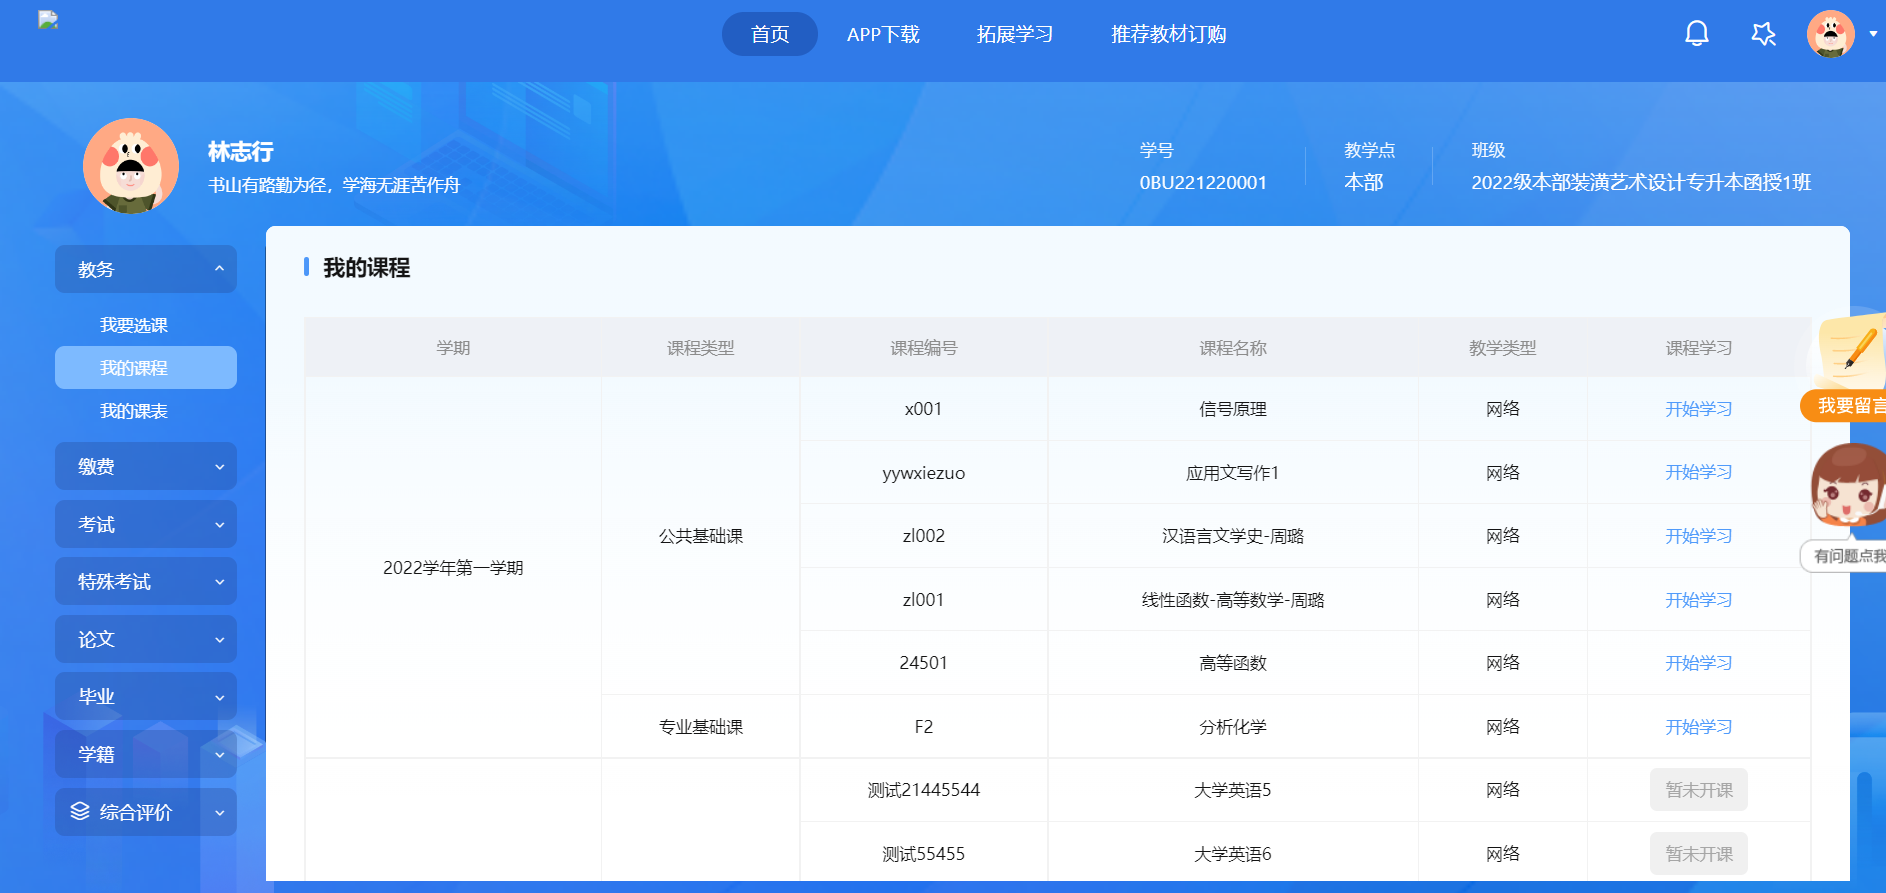 首页 APP下载 拓展学习 推荐教材订购
林志行
书山有路勤为径，学海无涯苦作舟
学号 教学点 班级
0BU221220001 本部 2022级本部装潢艺术设计专升本函授1班
教务
我要选课
我的课程
我的课表
缴费
考试
特殊考试
论文
毕业
学籍
综合评价
我的课程
学期 课程类型 课程编号 课程名称 教学类型 课程学习
x001 信号原理 网络 开始学习
yywxiezuo 应用文写作1 网络 开始学习
公共基础课 zl002 汉语言文学史-周璐 网络 开始学习
2022学年第一学期
zl001 线性函数-高等数学-周璐 网络 开始学习
24501 高等函数 网络 开始学习
专业基础课 F2 分析化学 网络 开始学习
测试21445544 大学英语5 网络 暂未开课
测试55455 大学英语6 网络 暂未开课
我要留言
有问题点我